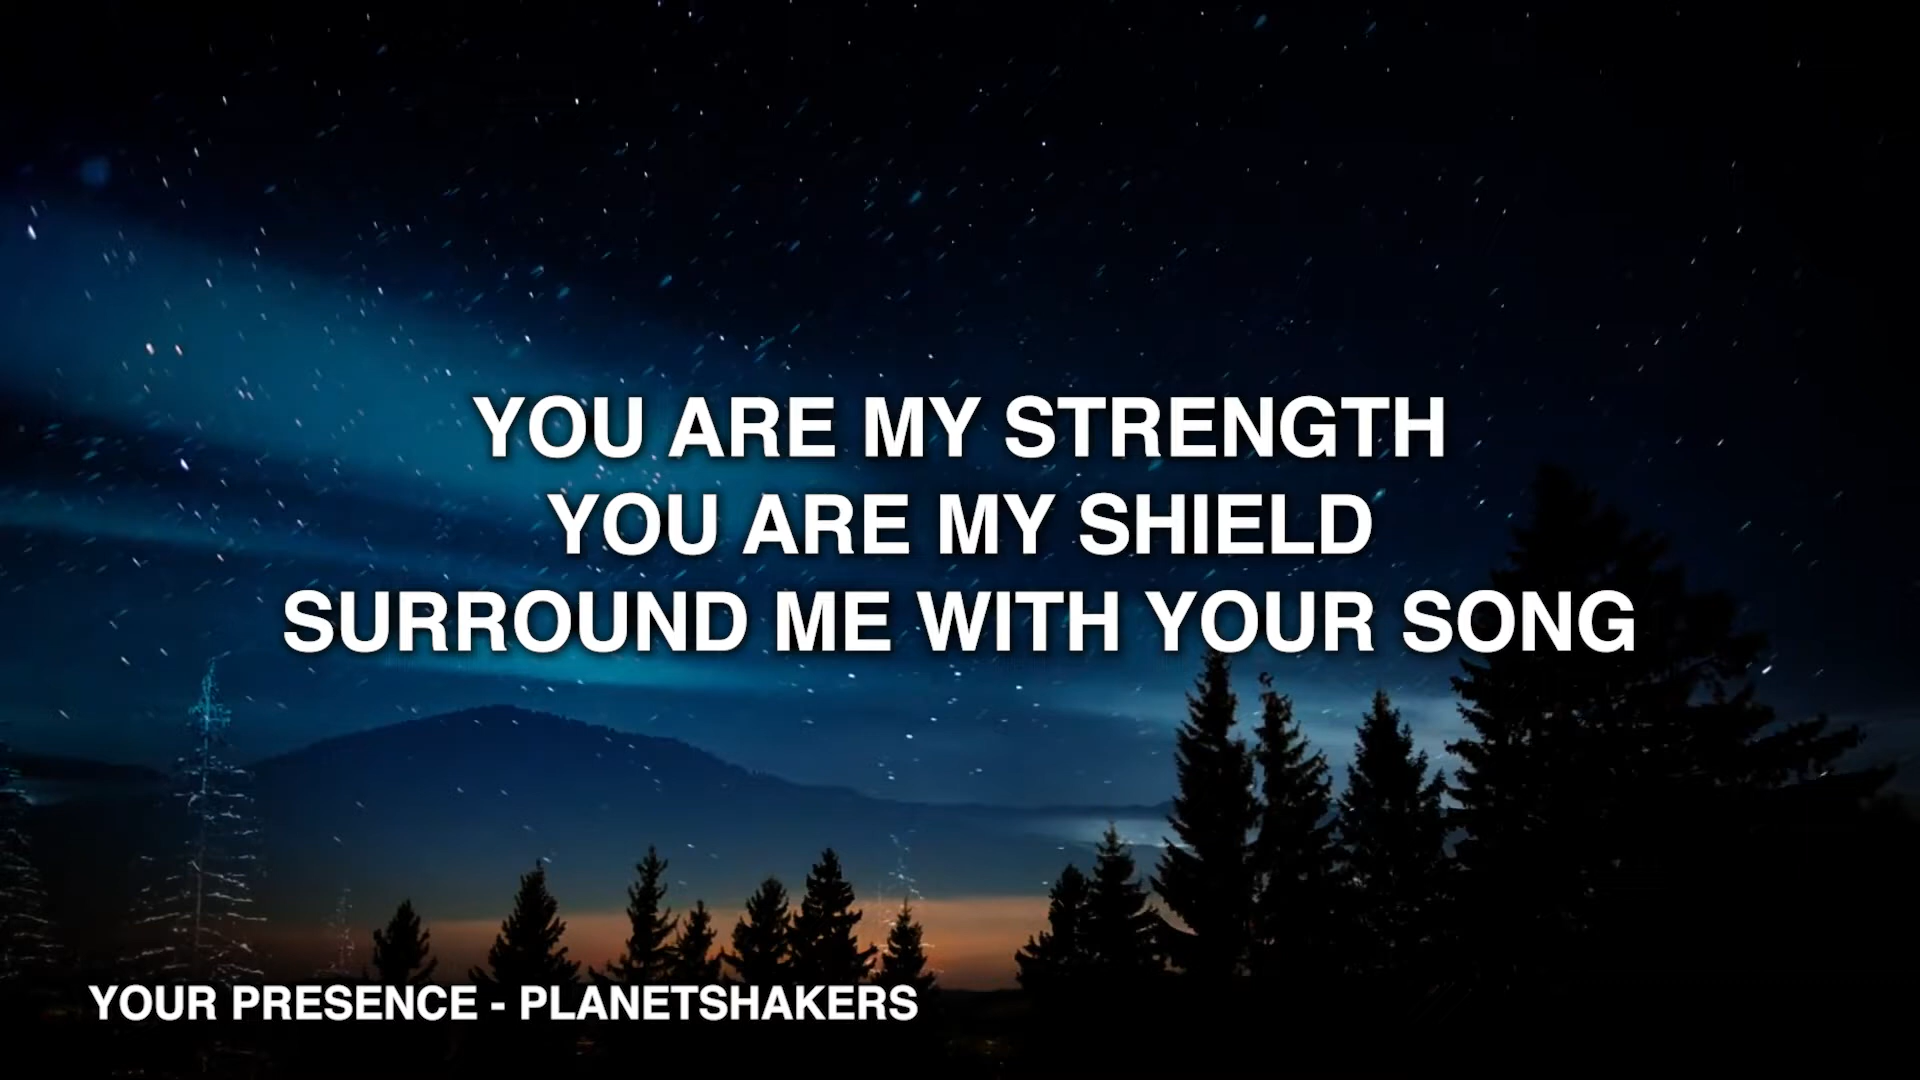 YOU ARE MY STRENGTH
YOU ARE MY SHIELD
SURROUND ME WITH YOUR SONG
YOUR PRESENCE - PLANETSHAKERS